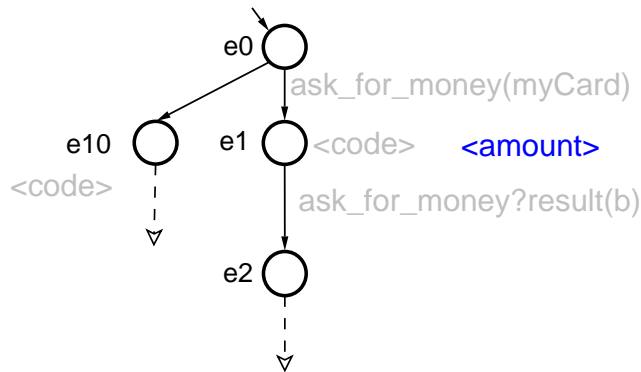 e0
ask_for_money(myCard)
e10
e1
<code>
<amount>
<code>
ask_for_money?result(b)
e2